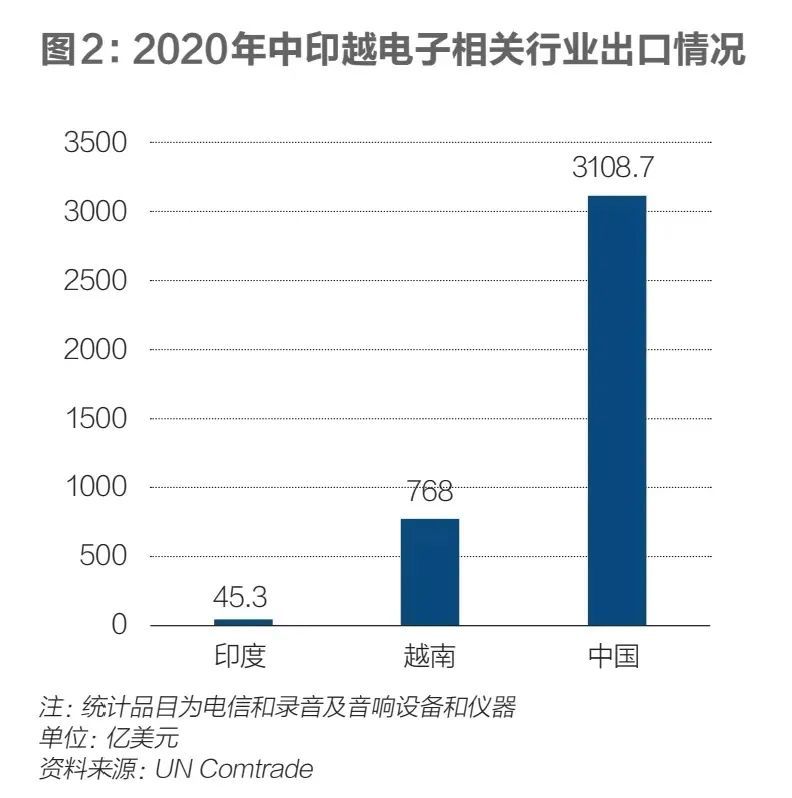 图2：2020年中印越电子相关行业出口情况
3500
3108.7
3000
2500
2000
1500
1000
768
500
45.3
0
印度 越南 中国
注：统计品目为电信和录音及音响设备和仪器
单位：亿美元
资料来源：UN Comtrade